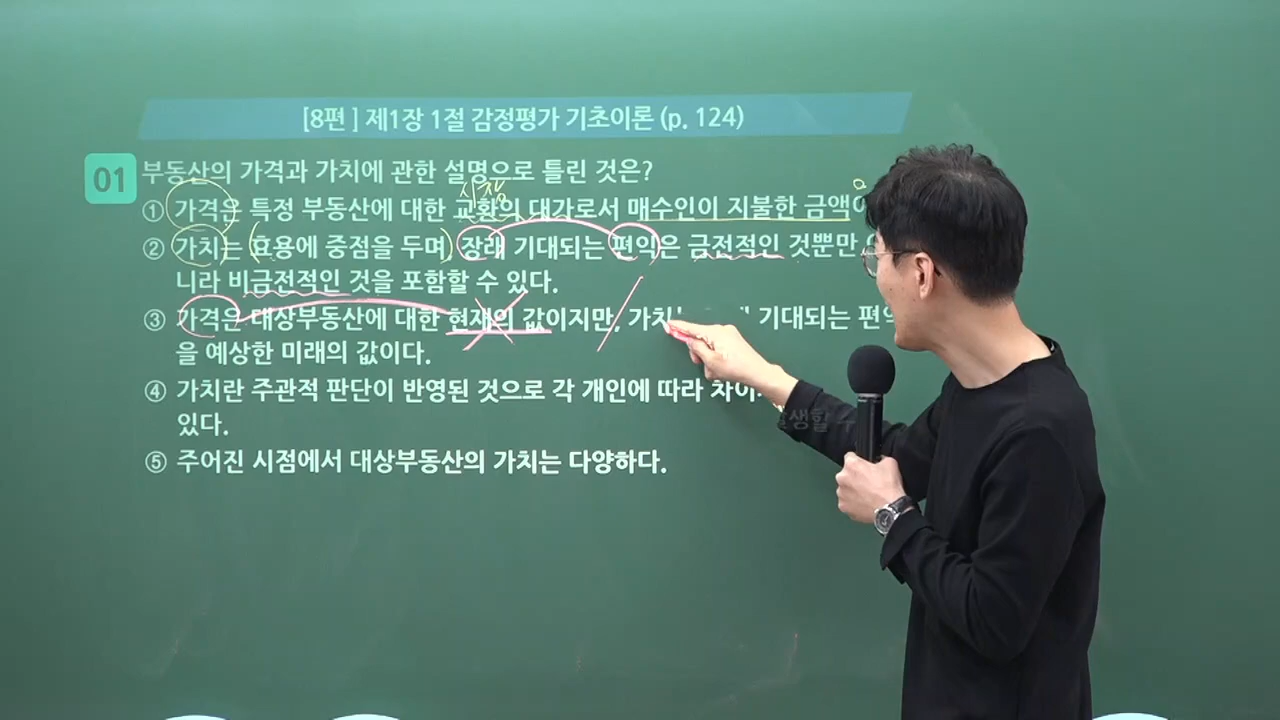 [8편 ] 제1장 1절 감정평가 기초이론 (p. 124)
01 부동산의 가격과 가치에 관한 설명으로 틀린 것은?
시장
① 가격은 특정 부동산에 대한 교환의 대가로서 매수인이 지불한 금액
② 가치는 효용에 중점을 두며, 장래 기대되는 편익은 금전적인 것뿐만
니라 비금전적인 것을 포함할 수 있다.
③ 가격은 대상부동산에 대한 현재의 값이지만, 기대되는 편익
을 예상한 미래의 값이다.
④ 가치란 주관적 판단이 반영된 것으로 각 개인에 따라
생할 수
있다.
⑤ 주어진 시점에서 대상부동산의 가치는 다양하다.